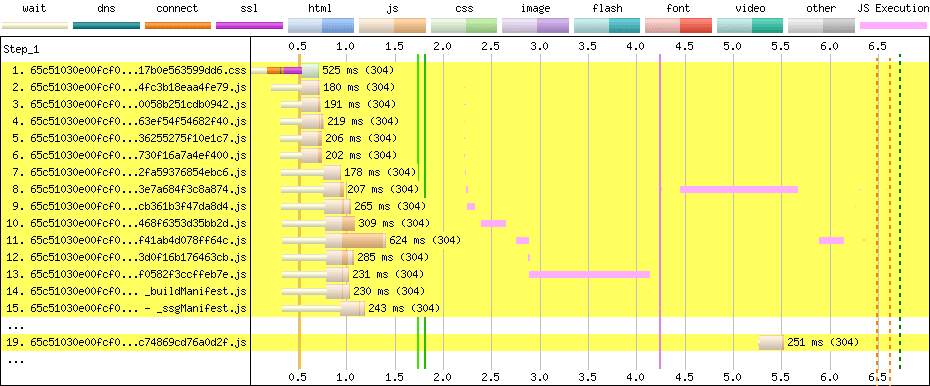 wait dns connect ssl html js css image flash font video other JS Execution
Step_1 0.5 1.0 1.5 2.0 2.5 3.0 3.5 4.0 4.5 5.0 5.5 6.0 6.5
1. 65c51030e00fcf0...17b0e563599dd6.css 525 ms (304)
2. 65c51030e00fcf0...4fc3b18eaa4fe79.js 180 ms (304)
3. 65c51030e00fcf0...0058b251cdb0942.js 191 ms (304)
4. 65c51030e00fcf0...63ef54f54682f40.js 219 ms (304)
5. 65c51030e00fcf0...36255275f10e1c7.js 206 ms (304)
6. 65c51030e00fcf0...730f16a7a4ef400.js 202 ms (304)
7. 65c51030e00fcf0...2fa59376854ebc6.js 178 ms (304)
8. 65c51030e00fcf0...3e7a684f3c8a874.js 207 ms (304)
9. 65c51030e00fcf0...cb361b3f47da8d4.js 265 ms (304)
10. 65c51030e00fcf0...468f6353d35bb2d.js 309 ms (304)
11. 65c51030e00fcf0...f41ab4d078ff64c.js 624 ms (304)
12. 65c51030e00fcf0...3d0f16b176463cb.js 285 ms (304)
13. 65c51030e00fcf0...f0582f3ccffeb7e.js 231 ms (304)
14. 65c51030e00fcf0... _buildManifest.js 230 ms (304)
15. 65c51030e00fcf0... - _ssgManifest.js 243 ms (304)
...
19. 65c51030e00fcf0...c74869cd76a0d2f.js 251 ms (304)
...
0.5 1.0 1.5 2.0 2.5 3.0 3.5 4.0 4.5 5.0 5.5 6.0 6.5